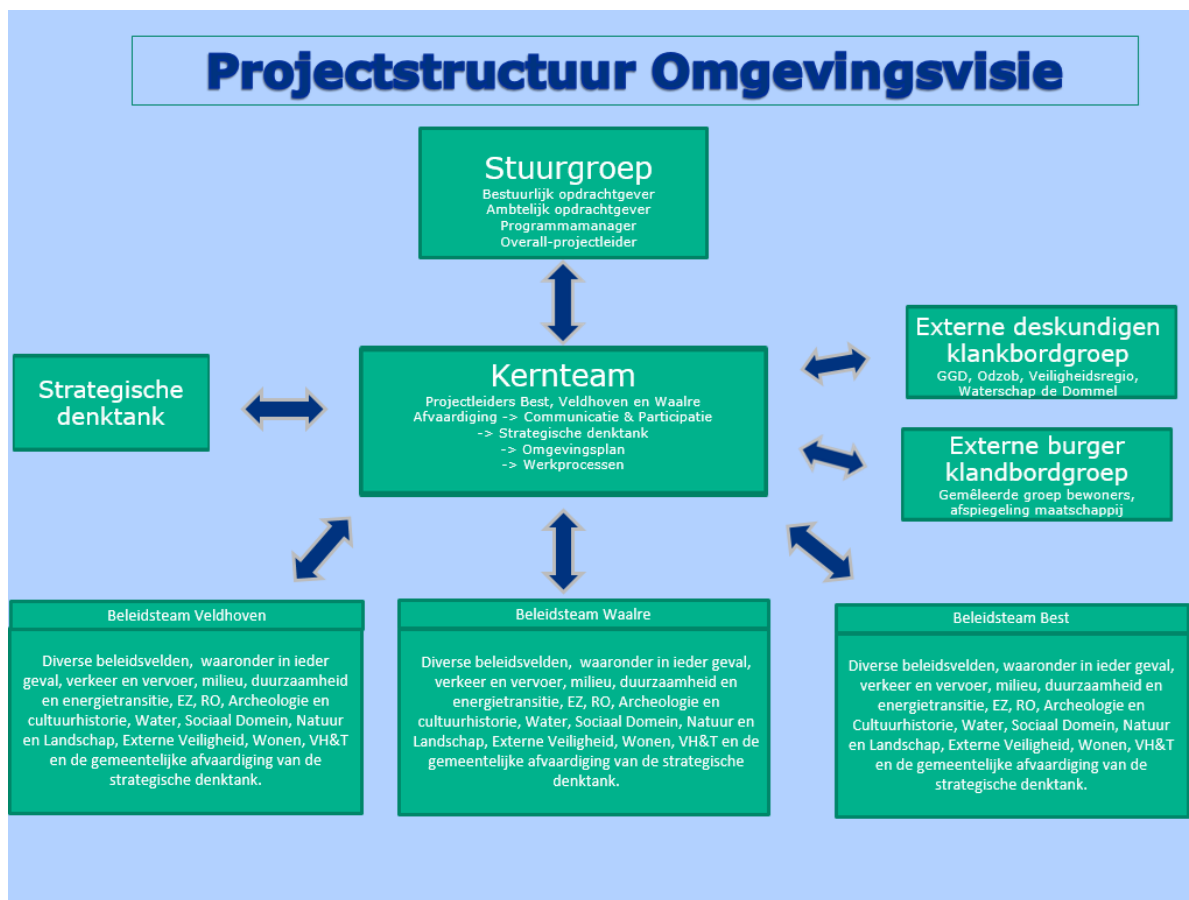 Projectstructuur Omgevingsvisie
Stuurgroep
Bestuurlijk opdrachtgever
Ambtelijk opdrachtgever
Programmamanager
Overall-projectleider
Strategische
denktank
Kernteam
Projectleiders Best, Veldhoven en Waalre
Afvaardiging -> Communicatie & Participatie
-> Strategische denktank
-> Omgevingsplan
-> Werkprocessen
Externe deskundigen
klankbordgroep
GGD, Odzob, Veiligheidsregio,
Waterschap de Dommel
Externe burger
klandbordgroep
Gemêleerde groep bewoners,
afspiegeling maatschappij
Beleidsteam Veldhoven
Diverse beleidsvelden, waaronder in ieder
geval, verkeer en vervoer, milieu, duurzaamheid
en energietransitie, EZ, RO, Archeologie en
cultuurhistorie, Water, Sociaal Domein, Natuur
en Landschap, Externe Veiligheid, Wonen, VH&T
en de gemeentelijke afvaardiging van de
strategische denktank.
Beleidsteam Waalre
Diverse beleidsvelden, waaronder in ieder geval,
verkeer en vervoer, milieu, duurzaamheid en
energietransitie, EZ, RO, Archeologie en
cultuurhistorie, Water, Sociaal Domein, Natuur en
Landschap, Externe Veiligheid, Wonen, VH&T en de
gemeentelijke afvaardiging van de strategische
denktank.
Beleidsteam Best
Diverse beleidsvelden, waaronder in ieder geval,
verkeer en vervoer, milieu, duurzaamheid en
energietransitie, EZ, RO, Archeologie en
Cultuurhistorie, Water, Sociaal Domein, Natuur
en Landschap, Externe Veiligheid, Wonen, VH&T
en de gemeentelijke afvaardiging van de
strategische denktank.